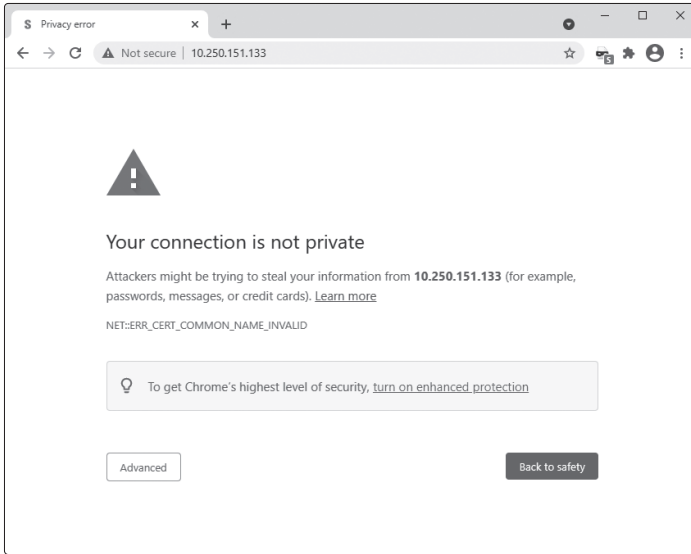 S Privacy error
Not secure | 10.250.151.133
S
Your connection is not private
Attackers might be trying to steal your information from 10.250.151.133 (for example,
passwords, messages, or credit cards). Learn more
NET::ERR_CERT_COMMON_NAME_INVALID
To get Chrome's highest level of security, turn on enhanced protection
Advanced
Back to safety